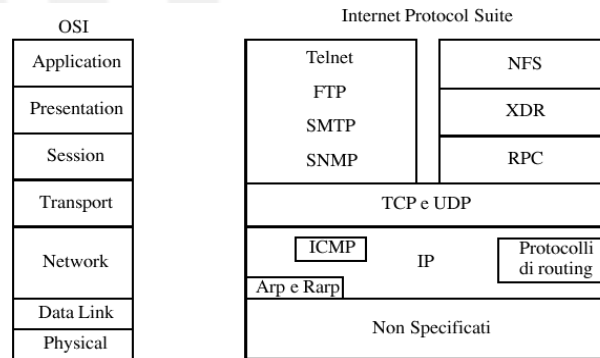 OSI
Application
Presentation
Session
Transport
Network
Data Link
Physical
Internet Protocol Suite
Telnet
FTP
SMTP
SNMP
NFS
XDR
RPC
TCP e UDP
ICMP
IP
Protocolli
di routing
Arp e Rarp
Non Specificati